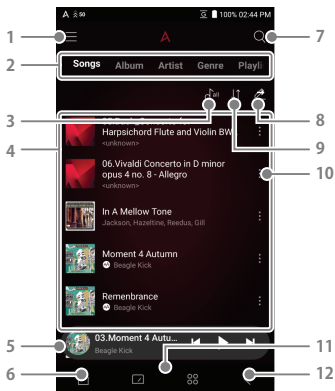 50 100% 02:44 PM
1 7
2 Songs Album Artist Genre Playli
all
3 8
4 9
Harpsichord Flute and Violin BW
<unknown>
06.Vivaldi Concerto in D minor
opus 4 no. 8 - Allegro
10
<unknown>
In A Mellow Tone
Jackson, Hazeltine, Reedus, Gill
Moment 4 Autumn
Beagle Kick
Remenbrance
Beagle Kick
5 03.Moment 4 Autu...
Beagle Kick
11
6 12